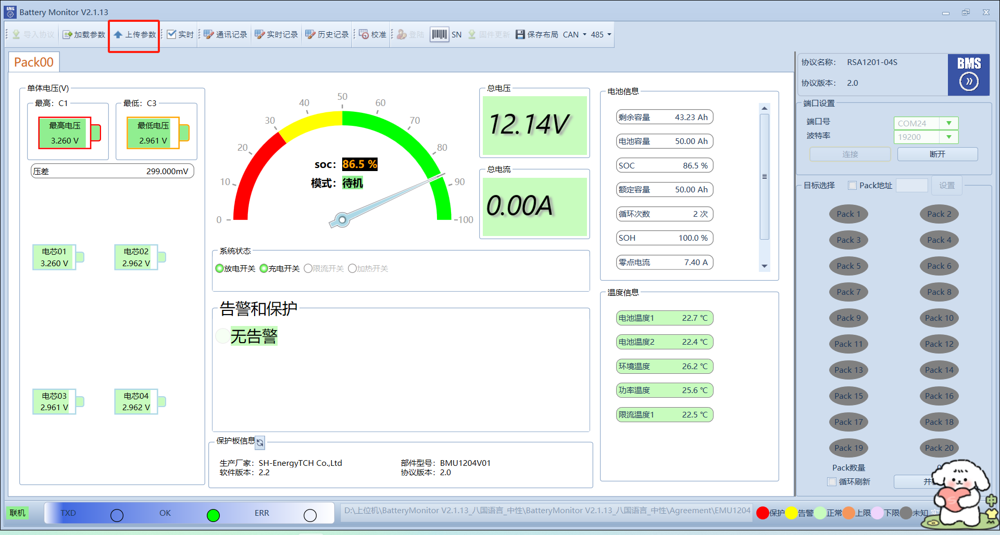 Battery Monitor V2.1.13
导入协议 加载参数 上传参数 实时 通讯记录 实时记录 历史记录 校准 登陆 SN 固件更新 保存布局 CAN 485
Pack00
单体电压(V)
最高: C1
最高电压
3.260 V
最低: C3
最低电压
2.961 V
压差 299.000mV
电芯01
3.260 V
电芯02
2.962 V
电芯03
2.961 V
电芯04
2.962 V
0
10
20
30
40
50
60
70
80
90
100
soc: 86.5 %
模式: 待机
总电压
12.14V
总电流
0.00A
系统状态
放电开关 充电开关 限流开关 加热开关
告警和保护
无告警
保护板信息
生产厂家: SH-EnergyTCH Co.,Ltd 部件型号: BMU1204V01
软件版本: 2.2 协议版本: 2.0
电池信息
剩余容量 43.23 Ah
电池容量 50.00 Ah
SOC 86.5 %
额定容量 50.00 Ah
循环次数 2 次
SOH 100.0 %
零点电流 7.40 A
温度信息
电池温度1 22.7 ℃
电池温度2 22.4 ℃
环境温度 26.2 ℃
功率温度 25.6 ℃
限流温度1 22.5 ℃
协议名称: RSA1201-04S
协议版本: 2.0
BMS
端口设置
端口号 COM24
波特率 19200
连接 断开
目标选择 Pack地址 设置
Pack 1 Pack 2
Pack 3 Pack 4
Pack 5 Pack 6
Pack 7 Pack 8
Pack 9 Pack 10
Pack 11 Pack 12
Pack 13 Pack 14
Pack 15 Pack 16
Pack 17 Pack 18
Pack 19 Pack 20
Pack数量
循环刷新 并
联机 TXD OK ERR D:\上位机\BatteryMonitor V2.1.13_八国语言_中性\BatteryMonitor V2.1.13_八国语言_中性\Agreement\EMU1204 保护 告警 正常 上限 下限 未知
中